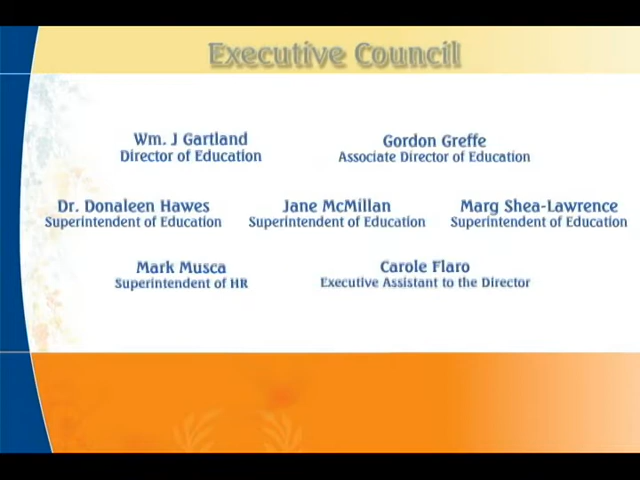 Executive Council
Wm. J Gartland
Director of Education
Gordon Greffe
Associate Director of Education
Dr. Donaleen Hawes
Superintendent of Education
Jane McMillan
Superintendent of Education
Marg Shea-Lawrence
Superintendent of Education
Mark Musca
Superintendent of HR
Carole Flaro
Executive Assistant to the Director